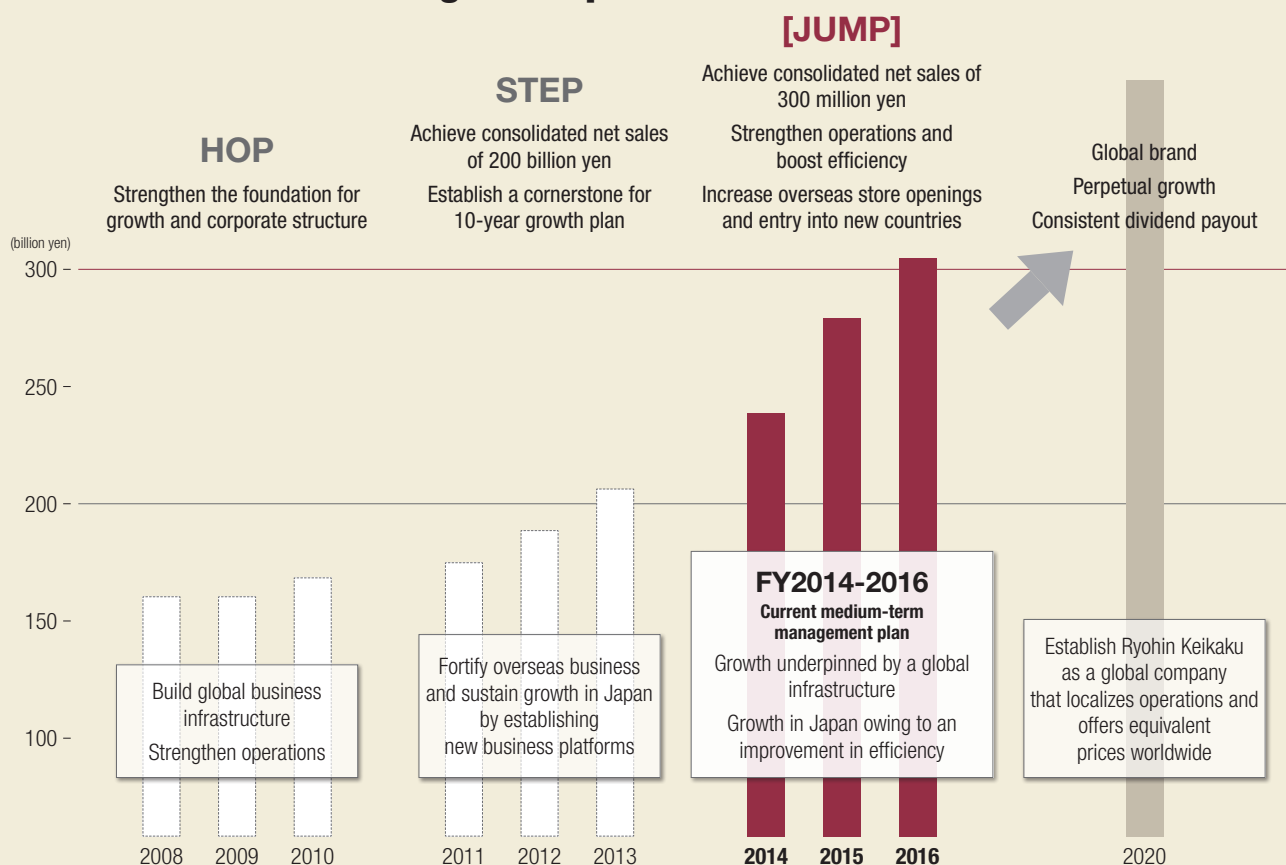 [JUMP]
Achieve consolidated net sales of
300 million yen
Strengthen operations and
boost efficiency
Increase overseas store openings
and entry into new countries
STEP
Achieve consolidated net sales
of 200 billion yen
Establish a cornerstone for
10-year growth plan
HOP
Strengthen the foundation for
growth and corporate structure
Global brand
Perpetual growth
Consistent dividend payout
(billion yen)
300
250
200
150
100
Build global business
infrastructure
Strengthen operations
Fortify overseas business
and sustain growth in Japan
by establishing
new business platforms
FY2014-2016
Current medium-term
management plan
Growth underpinned by a global
infrastructure
Growth in Japan owing to an
improvement in efficiency
Establish Ryohin Keikaku
as a global company
that localizes operations and
offers equivalent
prices worldwide
2008 2009 2010 2011 2012 2013 2014 2015 2016 2020